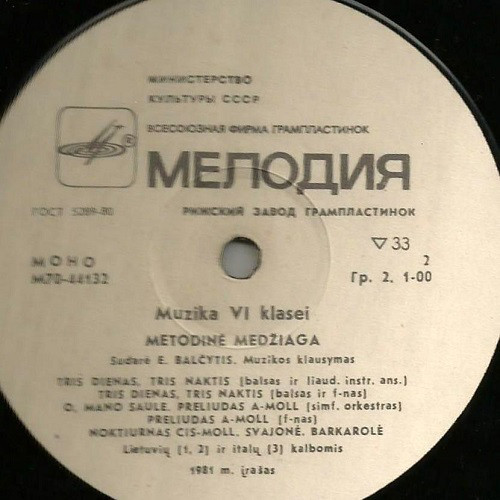 МИНИСТЕРСТВО
КУЛЬТУРЫ СССР
ВСЕСОЮЗНАЯ ФИРМА ГРАМПЛАСТИНОК
®
МЕЛОДИЯ
ГОСТ 5289-80
РИЖСКИЙ ЗАВОД ГРАМПЛАСТИНОК
▽ 33
МОНО
2
М70-44132
Гр. 2. 1-00
Muzika VI klasei
METODINĖ MEDŽIAGA
Sudarė E. BALČYTIS. Muzikos klausymas
TRIS DIENAS, TRIS NAKTIS (balsas ir liaud. instr. ans.)
TRIS DIENAS, TRIS NAKTIS (balsas ir f-nas)
O, MANO SAULE. PRELIUDAS A-MOLL (simf. orkestras)
PRELIUDAS A-MOLL (f-nas)
NOKTIURNAS CIS-MOLL. SVAJONĖ. BARKAROLĖ
Lietuvių (1, 2) ir italų (3) kalbomis
1981 m. įrašas